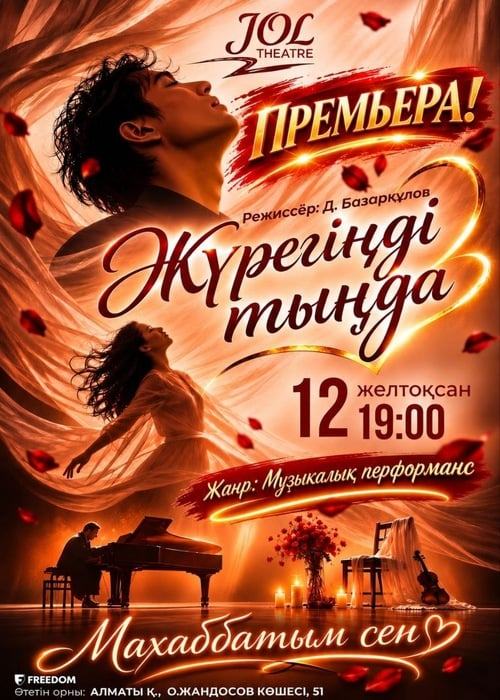 JOL
THEATRE
ПРЕМЬЕРА!
Режиссёр: Д. Базарқұлов
Жүрегіңді
тыңда
12 желтоқсан
19:00
Жанр: Музыкалық перформанс
Махаббатым сен
FREEDOM
Өтетін орны: АЛМАТЫ Қ., О.ЖАНДОСОВ КӨШЕСІ, 51